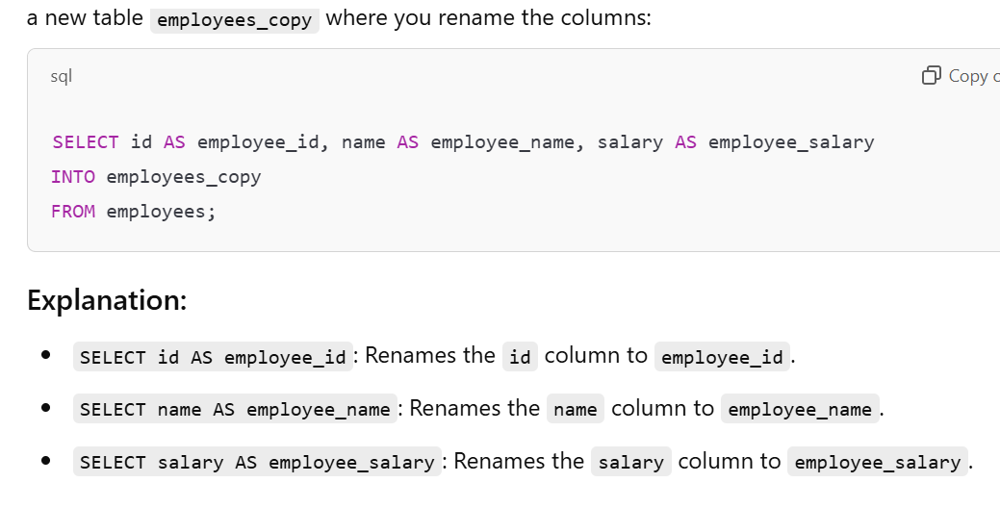 a new table employees_copy where you rename the columns:
sql
Copy c
SELECT id AS employee_id, name AS employee_name, salary AS employee_salary
INTO employees_copy
FROM employees;
Explanation:
• SELECT id AS employee_id: Renames the id column to employee_id.
• SELECT name AS employee_name: Renames the name column to employee_name.
• SELECT salary AS employee_salary: Renames the salary column to employee_salary.